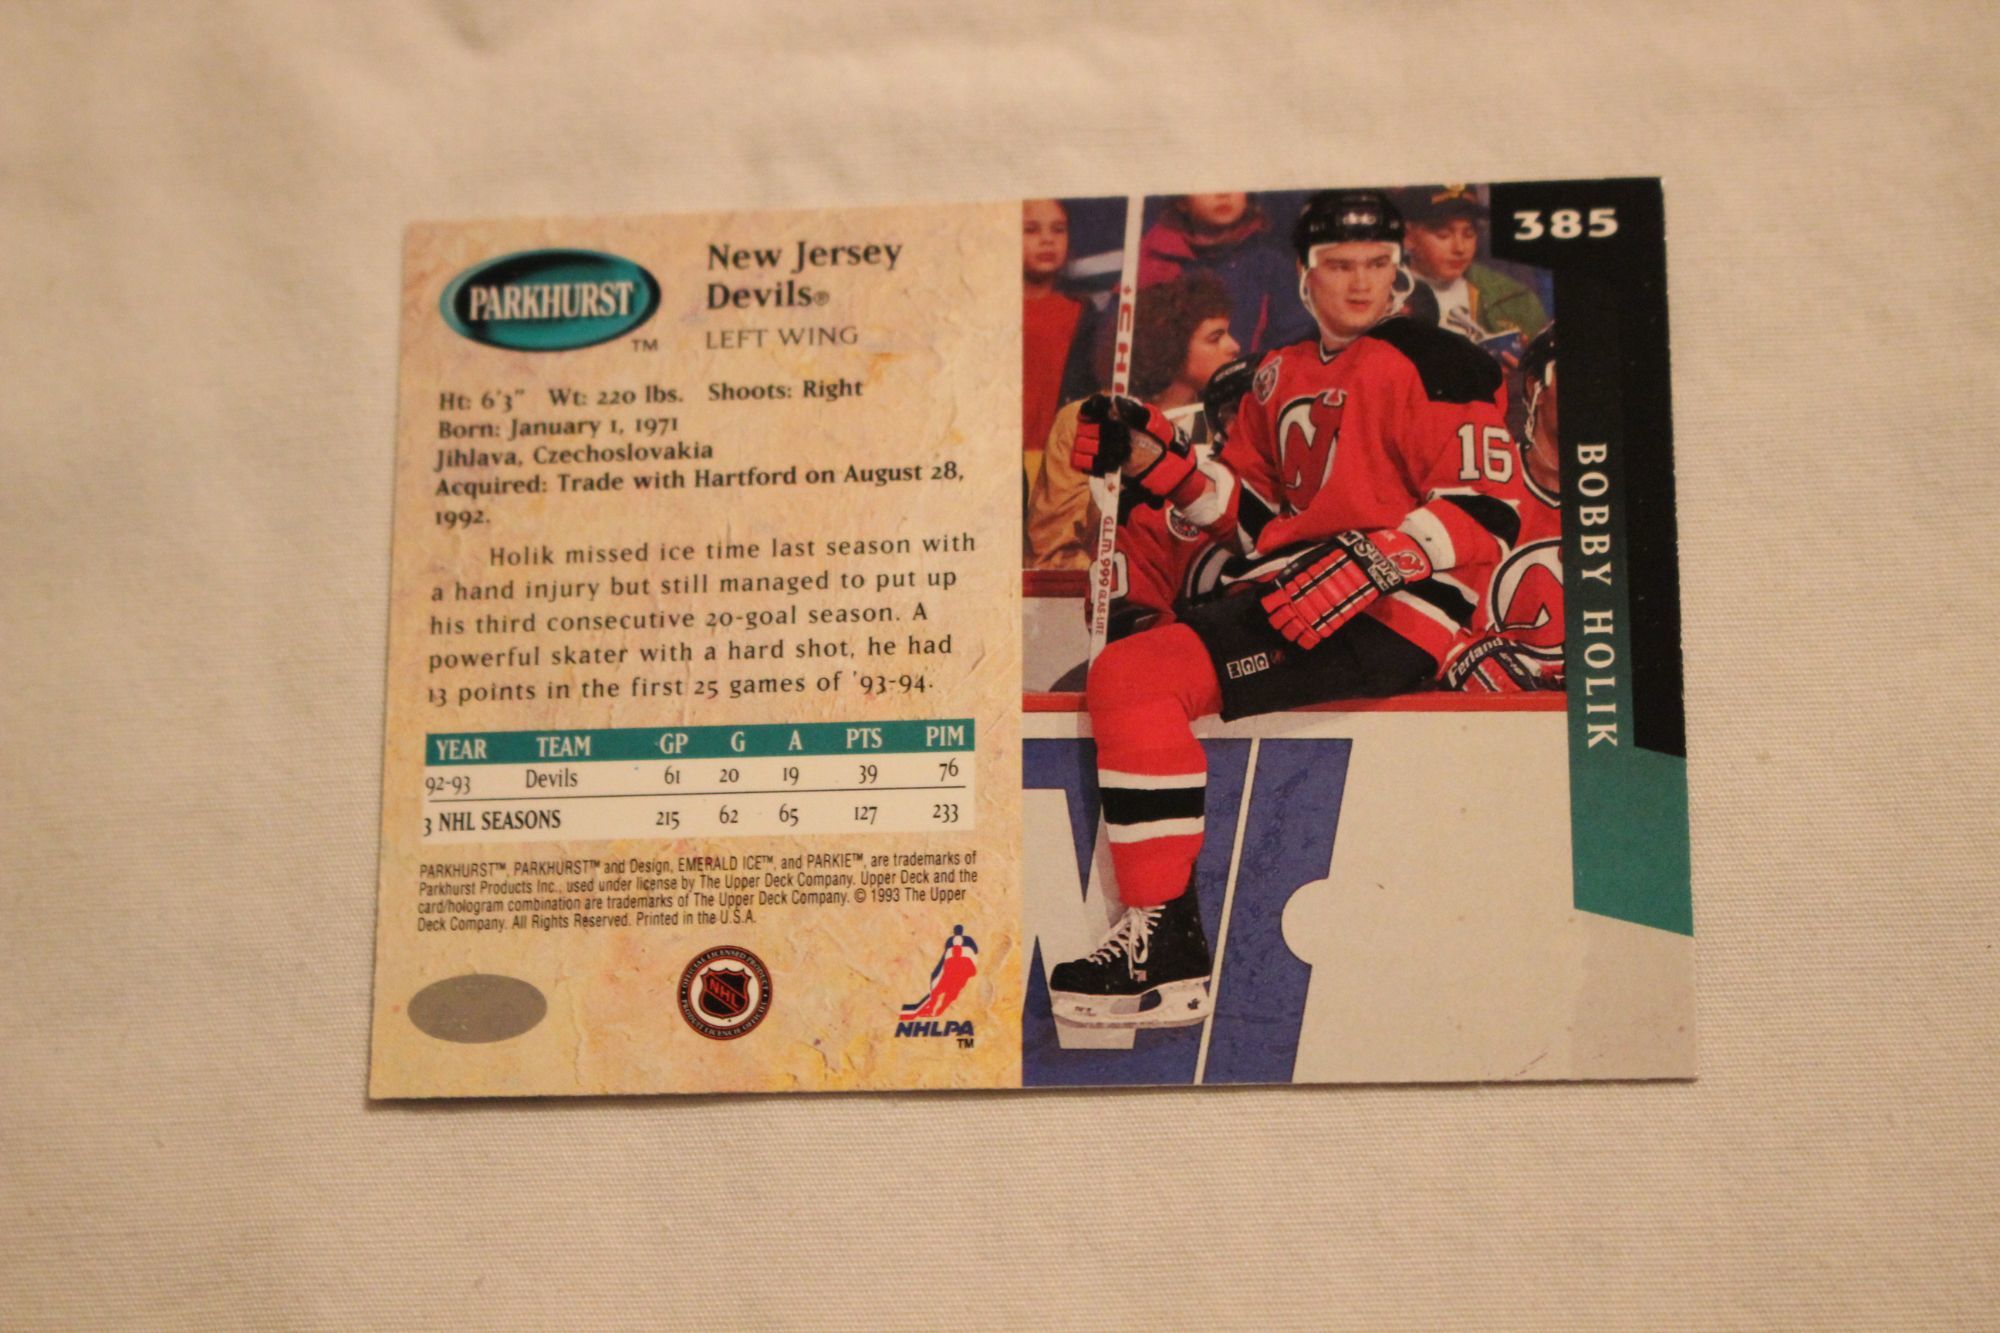 PARKHURST
TM
New Jersey
Devils®
LEFT WING
Ht: 6'3" Wt: 220 lbs. Shoots: Right
Born: January 1, 1971
Jihlava, Czechoslovakia
Acquired: Trade with Hartford on August 28,
1992.
Holik missed ice time last season with
a hand injury but still managed to put up
his third consecutive 20-goal season. A
powerful skater with a hard shot, he had
13 points in the first 25 games of '93-94.
YEAR TEAM GP G A PTS PIM
92-93 Devils 61 20 19 39 76
3 NHL SEASONS 215 62 65 127 233
PARKHURST™, PARKHURST™ and Design, EMERALD ICE™, and PARKIE™, are trademarks of
Parkhurst Products Inc., used under license by The Upper Deck Company. Upper Deck and the
card/hologram combination are trademarks of The Upper Deck Company. © 1993 The Upper
Deck Company. All Rights Reserved. Printed in the U.S.A.
NHL
NHLPA
TM
385
BOBBY HOLIK
16
G.L.M. 999 GLAS-LITE
Ferland